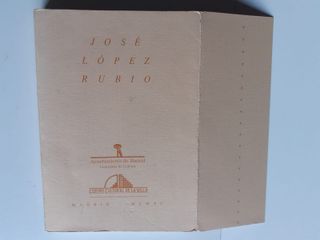 JOSÉ
LÓPEZ
RUBIO
Ayuntamiento de Madrid
CENTRO CULTURAL DE LA VILLA
MADRID